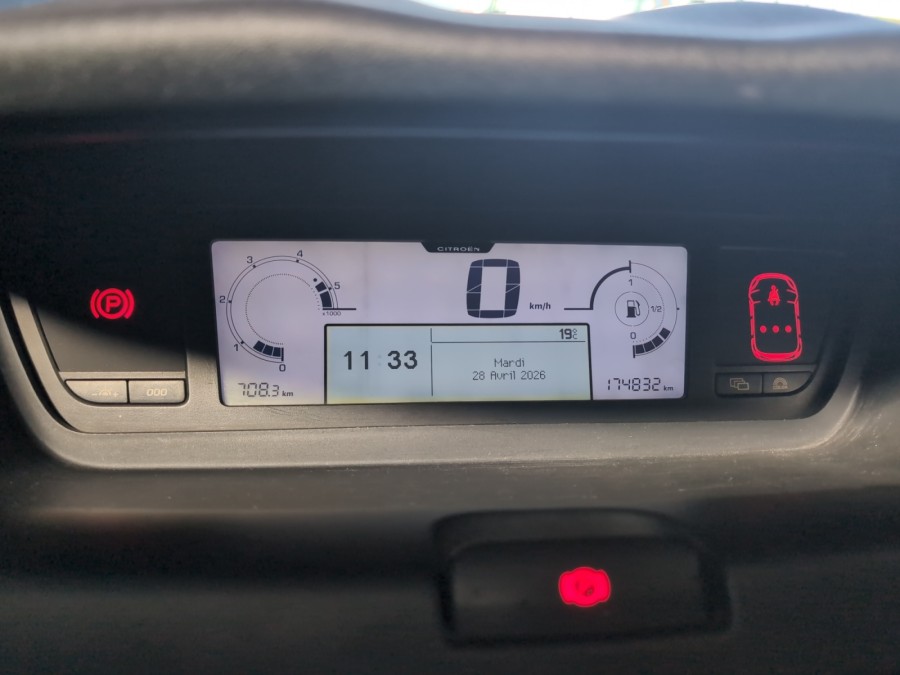 CITROËN
4
3
5
2
x1000
1
0
0 km/h
1
1/2
0
19°C
11:33
Mardi
28 Avril 2026
708.3 km
174832 km
P
000